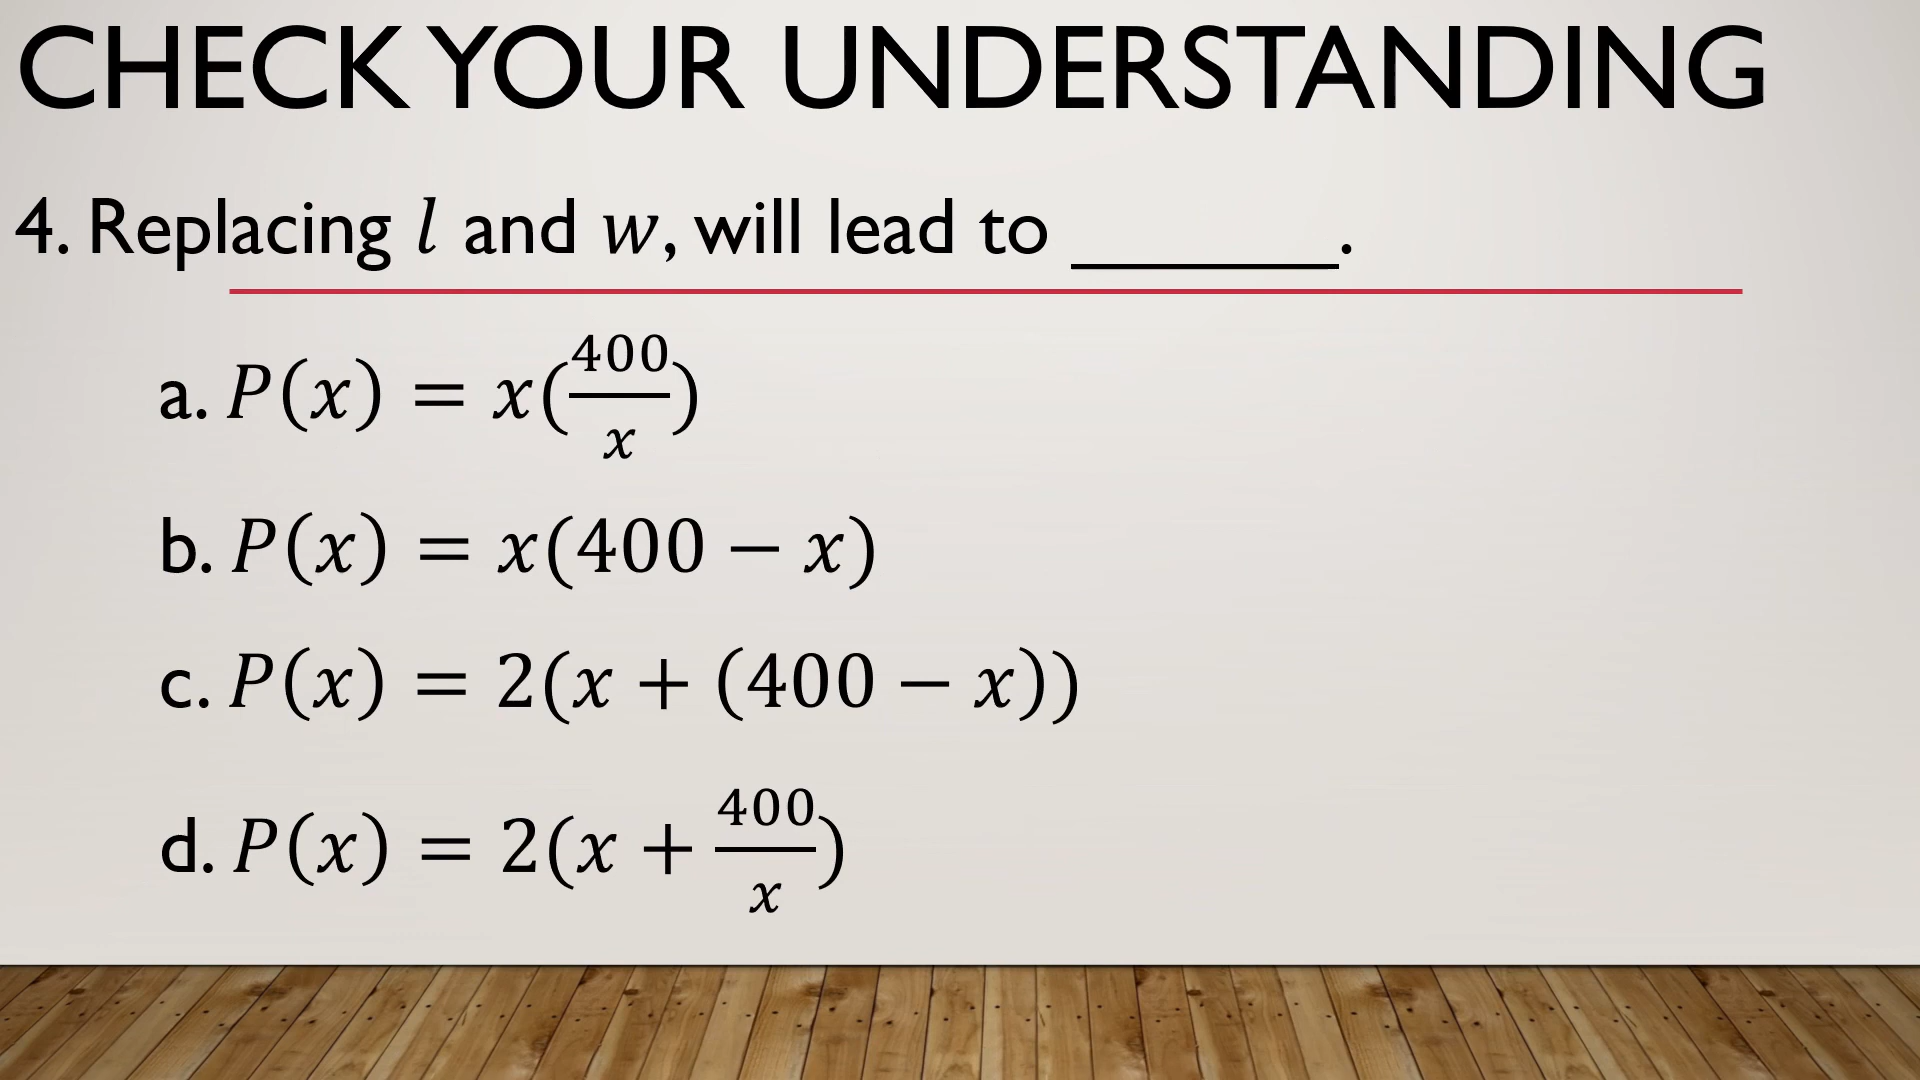 CHECK YOUR UNDERSTANDING
4. Replacing l and w, will lead to ________.
a. P(x) = x(400/x)
b. P(x) = x(400 − x)
c. P(x) = 2(x + (400 − x))
d. P(x) = 2(x + 400/x)